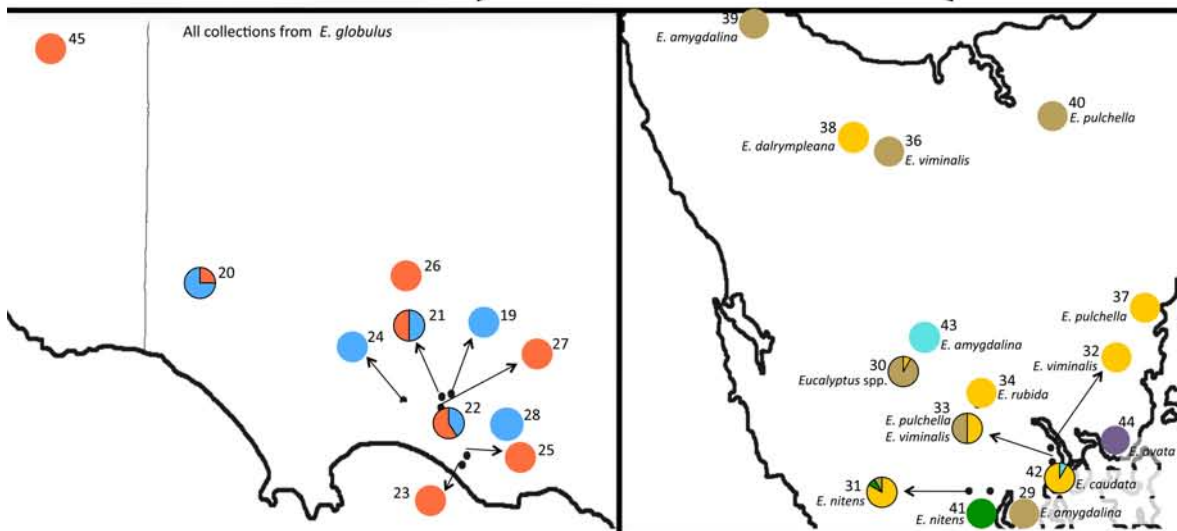 All collections from E. globulus
45
20
26
21
19
24
27
22
28
25
23
39
E. amygdalina
40
E. pulchella
38
E. dalrympleana
36
E. viminalis
37
E. pulchella
43
E. amygdalina
32
E. viminalis
30
Eucalyptus spp.
34
E. rubida
33
E. pulchella
E. viminalis
44
E. ovata
42
E. caudata
31
E. nitens
41
E. nitens
29
E. amygdalina